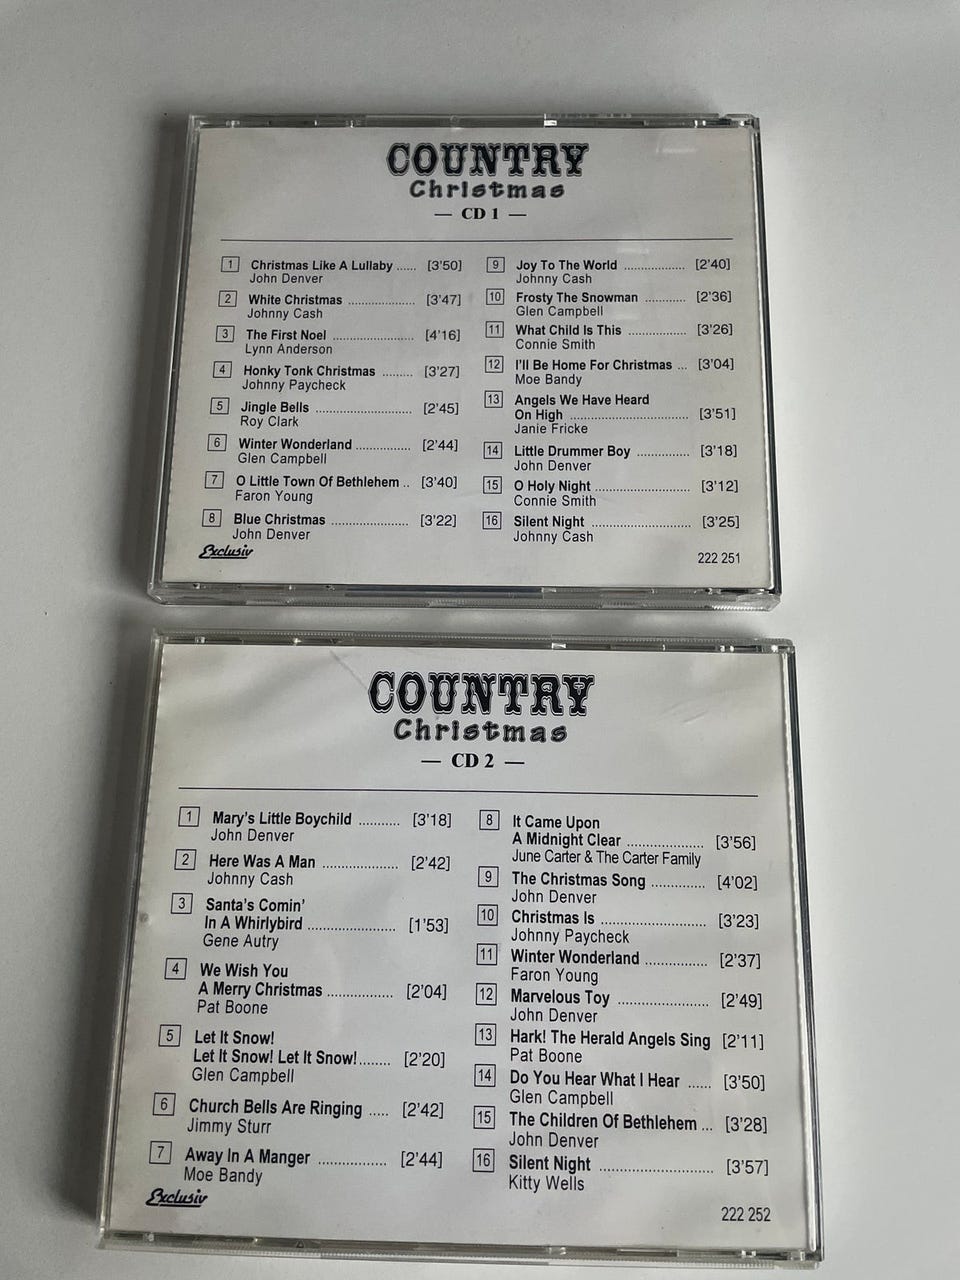 COUNTRY
Christmas
— CD 1 —
1 Christmas Like A Lullaby ...... [3'50]
John Denver
2 White Christmas .................... [3'47]
Johnny Cash
3 The First Noel ........................ [4'16]
Lynn Anderson
4 Honky Tonk Christmas ......... [3'27]
Johnny Paycheck
5 Jingle Bells ............................. [2'45]
Roy Clark
6 Winter Wonderland ................ [2'44]
Glen Campbell
7 O Little Town Of Bethlehem .. [3'40]
Faron Young
8 Blue Christmas ....................... [3'22]
John Denver
9 Joy To The World .................. [2'40]
Johnny Cash
10 Frosty The Snowman ............ [2'36]
Glen Campbell
11 What Child Is This ................. [3'26]
Connie Smith
12 I'll Be Home For Christmas ... [3'04]
Moe Bandy
13 Angels We Have Heard
On High ................................... [3'51]
Janie Fricke
14 Little Drummer Boy ................ [3'18]
John Denver
15 O Holy Night ............................ [3'12]
Connie Smith
16 Silent Night ............................. [3'25]
Johnny Cash
Exclusiv
222 251
COUNTRY
Christmas
— CD 2 —
1 Mary's Little Boychild .......... [3'18]
John Denver
2 Here Was A Man .................... [2'42]
Johnny Cash
3 Santa's Comin'
In A Whirlybird ...................... [1'53]
Gene Autry
4 We Wish You
A Merry Christmas ................ [2'04]
Pat Boone
5 Let It Snow!
Let It Snow! Let It Snow!........ [2'20]
Glen Campbell
6 Church Bells Are Ringing ..... [2'42]
Jimmy Sturr
7 Away In A Manger ................. [2'44]
Moe Bandy
8 It Came Upon
A Midnight Clear ................... [3'56]
June Carter & The Carter Family
9 The Christmas Song ............. [4'02]
John Denver
10 Christmas Is .......................... [3'23]
Johnny Paycheck
11 Winter Wonderland ............... [2'37]
Faron Young
12 Marvelous Toy ...................... [2'49]
John Denver
13 Hark! The Herald Angels Sing [2'11]
Pat Boone
14 Do You Hear What I Hear ...... [3'50]
Glen Campbell
15 The Children Of Bethlehem ... [3'28]
John Denver
16 Silent Night ........................... [3'57]
Kitty Wells
Exclusiv
222 252